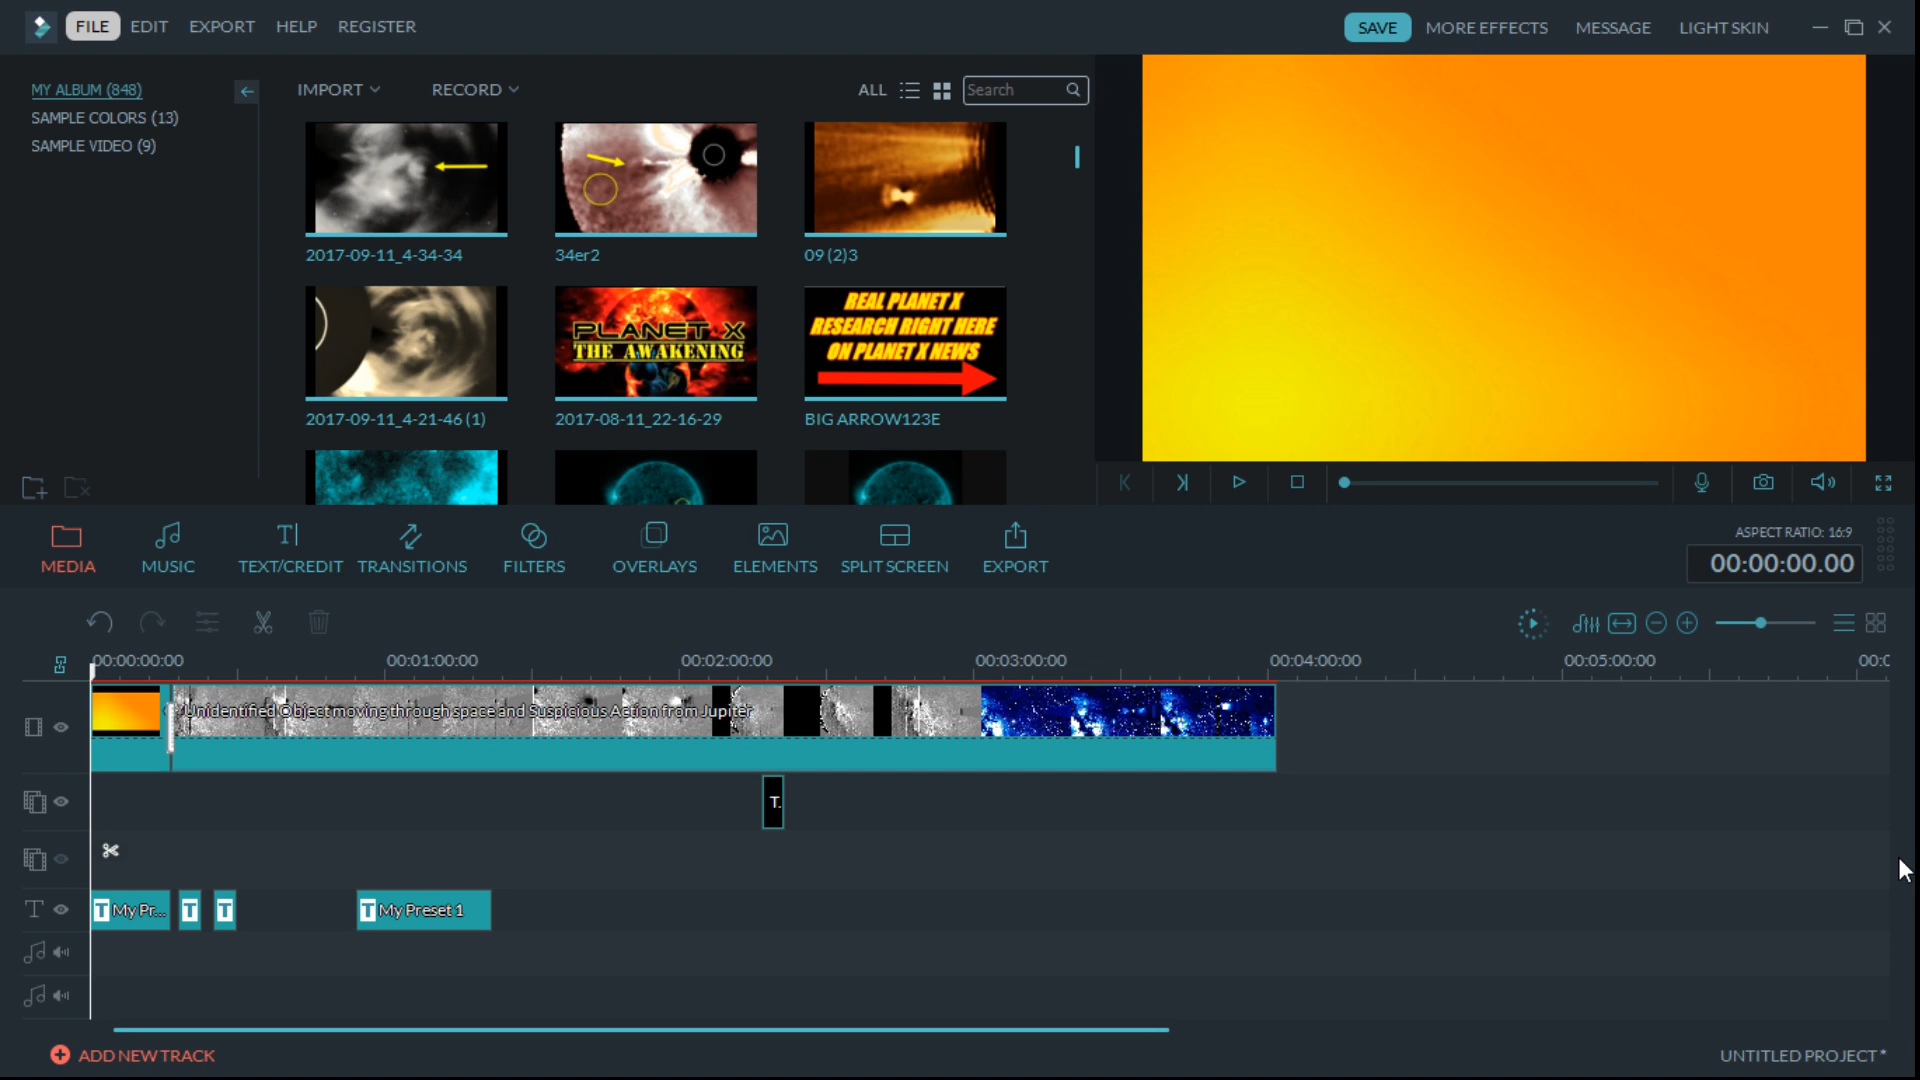 FILE EDIT EXPORT HELP REGISTER
SAVE MORE EFFECTS MESSAGE LIGHT SKIN
MY ALBUM (848)
SAMPLE COLORS (13)
SAMPLE VIDEO (9)
IMPORT RECORD ALL Search
2017-09-11_4-34-34 34er2 09 (2)3
PLANET X
THE AWAKENING
REAL PLANET X
RESEARCH RIGHT HERE
ON PLANET X NEWS
2017-09-11_4-21-46 (1) 2017-08-11_22-16-29 BIG ARROW123E
MEDIA MUSIC TEXT/CREDIT TRANSITIONS FILTERS OVERLAYS ELEMENTS SPLIT SCREEN EXPORT
ASPECT RATIO: 16:9
00:00:00.00
00:00:00:00 00:01:00:00 00:02:00:00 00:03:00:00 00:04:00:00 00:05:00:00 00:0
Unidentified Object moving through space and Suspicious Action from Jupiter
T.
T My Pr... T T T My Preset 1
ADD NEW TRACK
UNTITLED PROJECT *